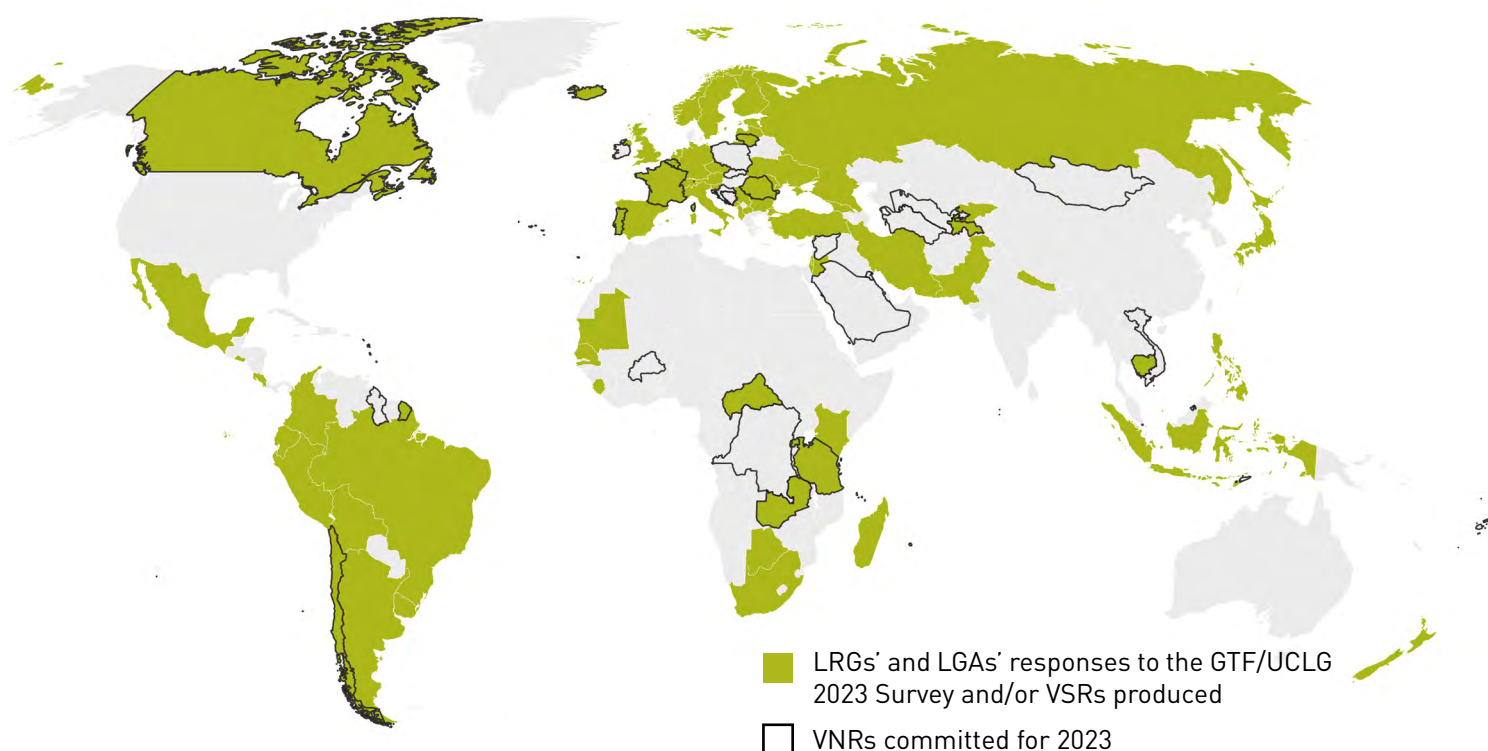 LRGs’ and LGAs’ responses to the GTF/UCLG
2023 Survey and/or VSRs produced
VNRs committed for 2023